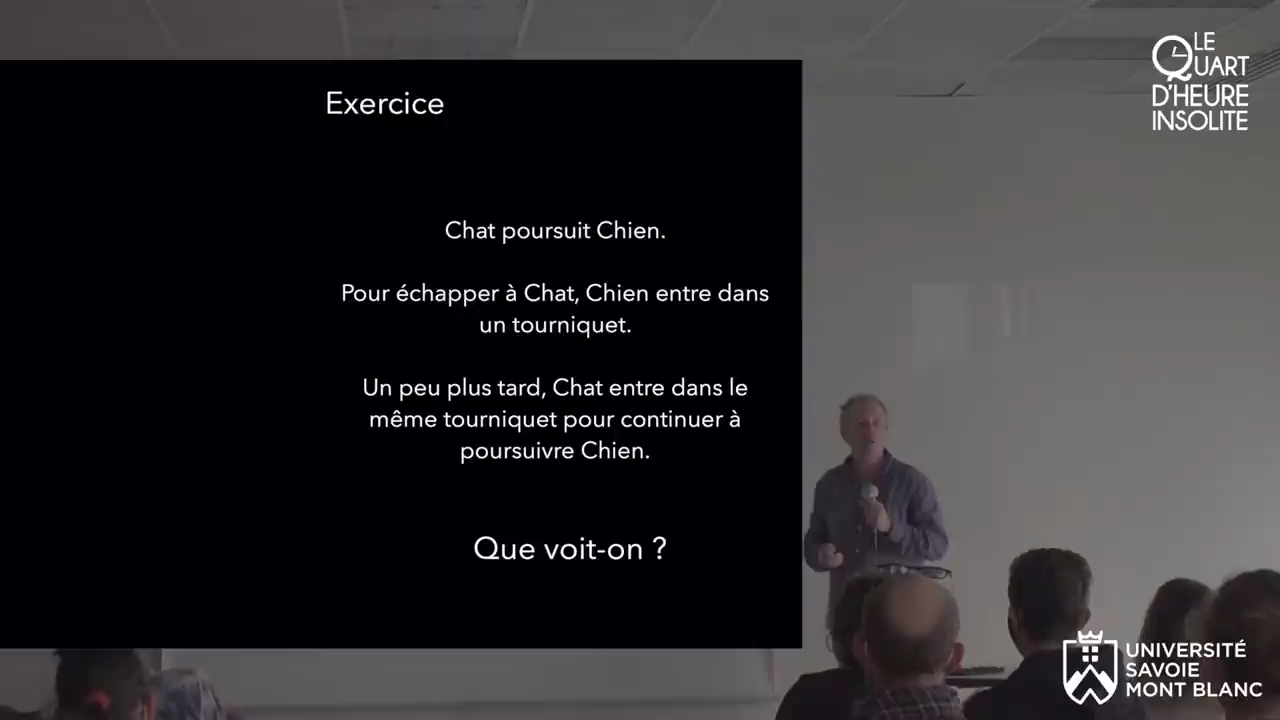 Exercice
Chat poursuit Chien.
Pour échapper à Chat, Chien entre dans
un tourniquet.
Un peu plus tard, Chat entre dans le
même tourniquet pour continuer à
poursuivre Chien.
Que voit-on ?
LE
QUART
D'HEURE
INSOLITE
UNIVERSITÉ
SAVOIE
MONT BLANC